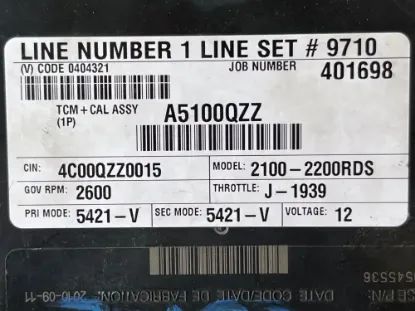 LINE NUMBER 1 LINE SET # 9710
(V) CODE 0404321 JOB NUMBER 401698
TCM + CAL ASSY (1P) A5100QZZ
CIN: 4C00QZZ0015 MODEL: 2100-2200RDS
GOV RPM: 2600 THROTTLE: J-1939
PRI MODE: 5421-V SEC MODE: 5421-V VOLTAGE: 12
SE P/N:
545536
DATE CODE/DATE DE FABRICATION: 2010-09-11